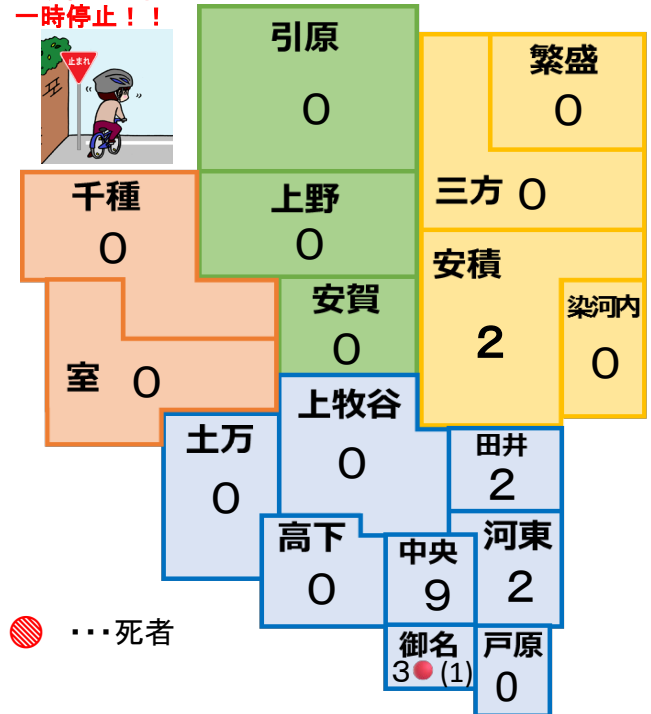 一時停止！！
止まれ
引原
0
繁盛
0
千種
0
上野
0
三方 0
安積
2
安賀
0
染河内
0
室 0
上牧谷
0
土万
0
田井
2
高下
0
中央
9
河東
2
･･･死者
御名
3 (1)
戸原
0